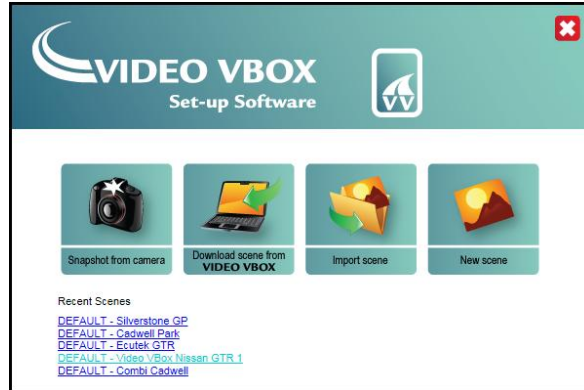 VIDEO VBOX
Set-up Software
VV
Snapshot from camera
Download scene from
VIDEO VBOX
Import scene
New scene
Recent Scenes
DEFAULT - Silverstone GP
DEFAULT - Cadwell Park
DEFAULT - Ecutek GTR
DEFAULT - Video VBox Nissan GTR 1
DEFAULT - Combi Cadwell